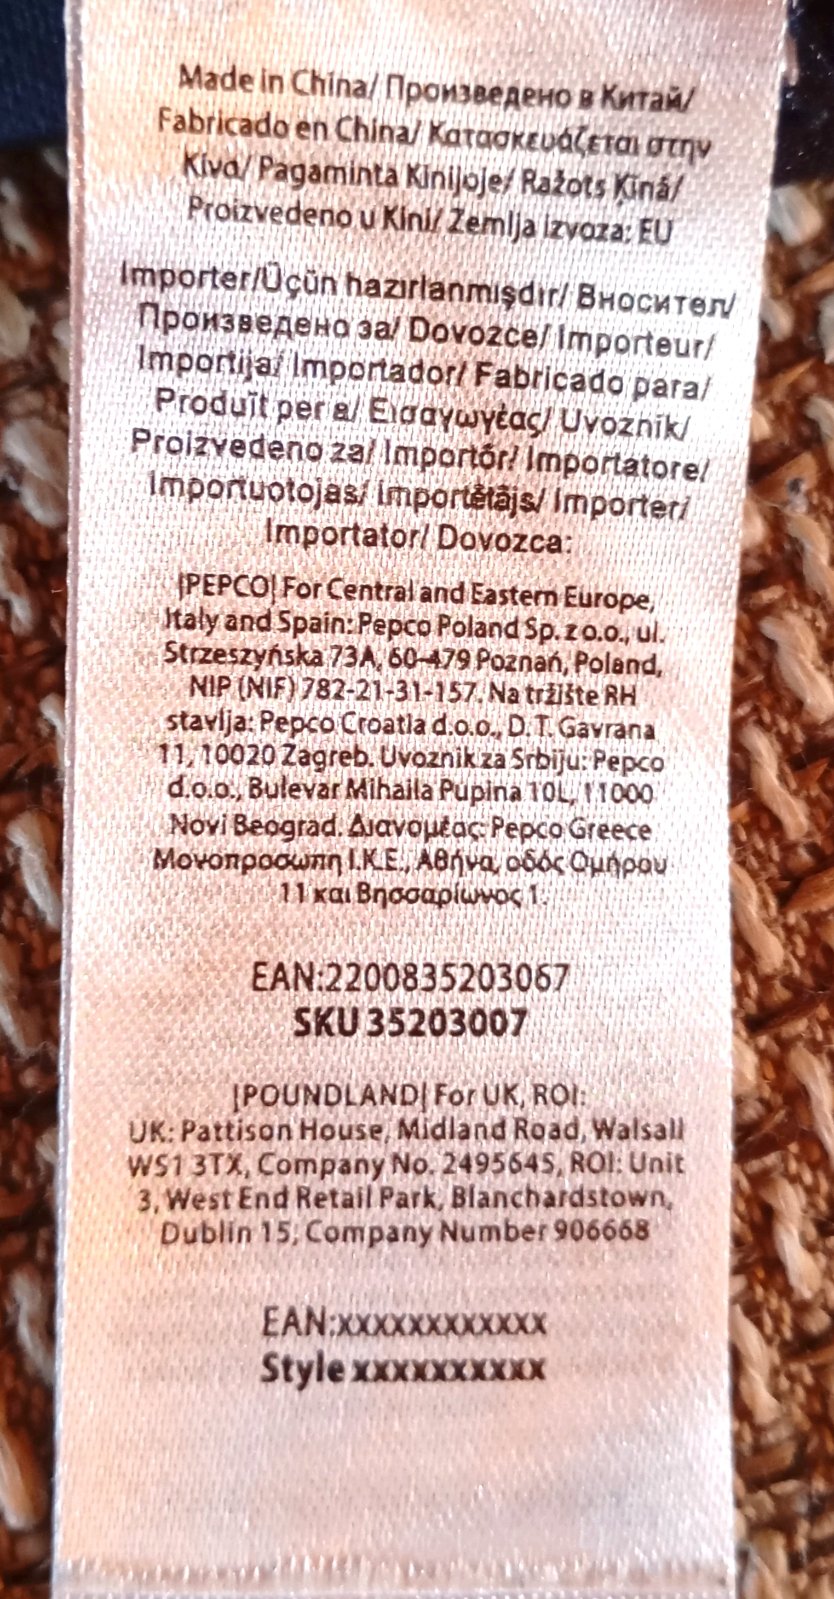 Made in China/ Произведено в Китай/
Fabricado en China/ Κατασκευάζεται στην
Κίνα/ Pagaminta Kinijoje/ Ražots Ķīnā/
Proizvedeno u Kini/ Zemlja izvoza: EU
Importer/Üçün hazırlanmışdır/ Вносител/
Произведено за/ Dovozce/ Importeur/
Importija/ Importador/ Fabricado para/
Produït per a/ Εισαγωγέας/ Uvoznik/
Proizvedeno za/ Importőr/ Importatore/
Importuotojas/ Importētājs/ Importer/
Importator/ Dovozca:
|PEPCO| For Central and Eastern Europe,
Italy and Spain: Pepco Poland Sp. z o.o., ul.
Strzeszyńska 73A, 60-479 Poznań, Poland,
NIP (NIF) 782-21-31-157. Na tržište RH
stavlja: Pepco Croatia d.o.o., D. T. Gavrana
11, 10020 Zagreb. Uvoznik za Srbiju: Pepco
d.o.o., Bulevar Mihaila Pupina 10L, 11000
Novi Beograd. Διανομέας: Pepco Greece
Μονοπροσωπη Ι.Κ.Ε., Αθήνα, οδός Ομήρου
11 και Βησσαρίωνος 1.
EAN:2200835203067
SKU 35203007
|POUNDLAND| For UK, ROI:
UK: Pattison House, Midland Road, Walsall
WS1 3TX, Company No. 2495645, ROI: Unit
3, West End Retail Park, Blanchardstown,
Dublin 15, Company Number 906668
EAN:xxxxxxxxxxxxx
Style xxxxxxxxxx